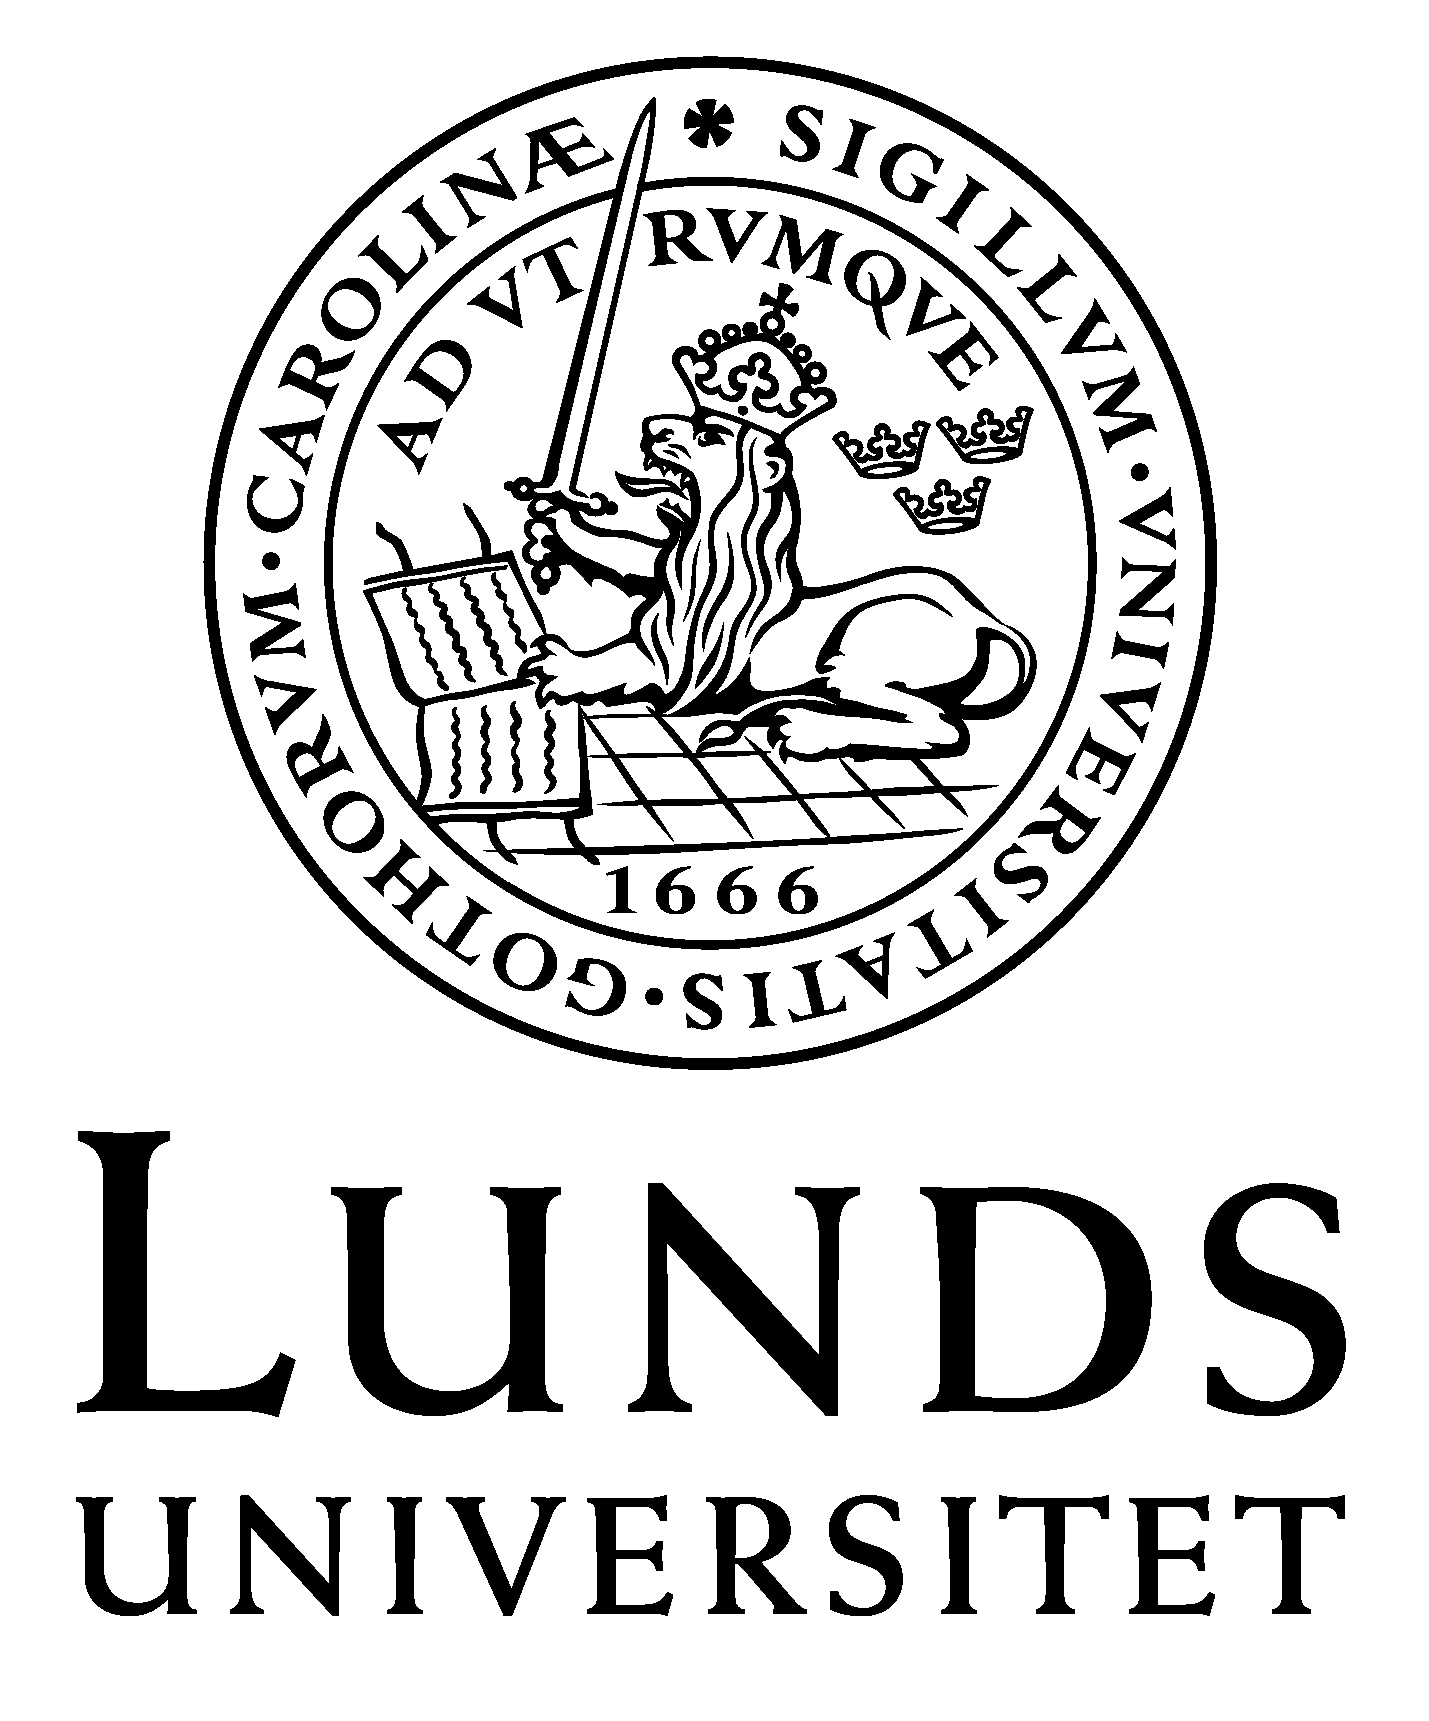 * SIGILLVM · VNIVERSITATIS · GOTHORVM · CAROLINÆ
AD VTRVMQVE
1666
LUNDS
UNIVERSITET